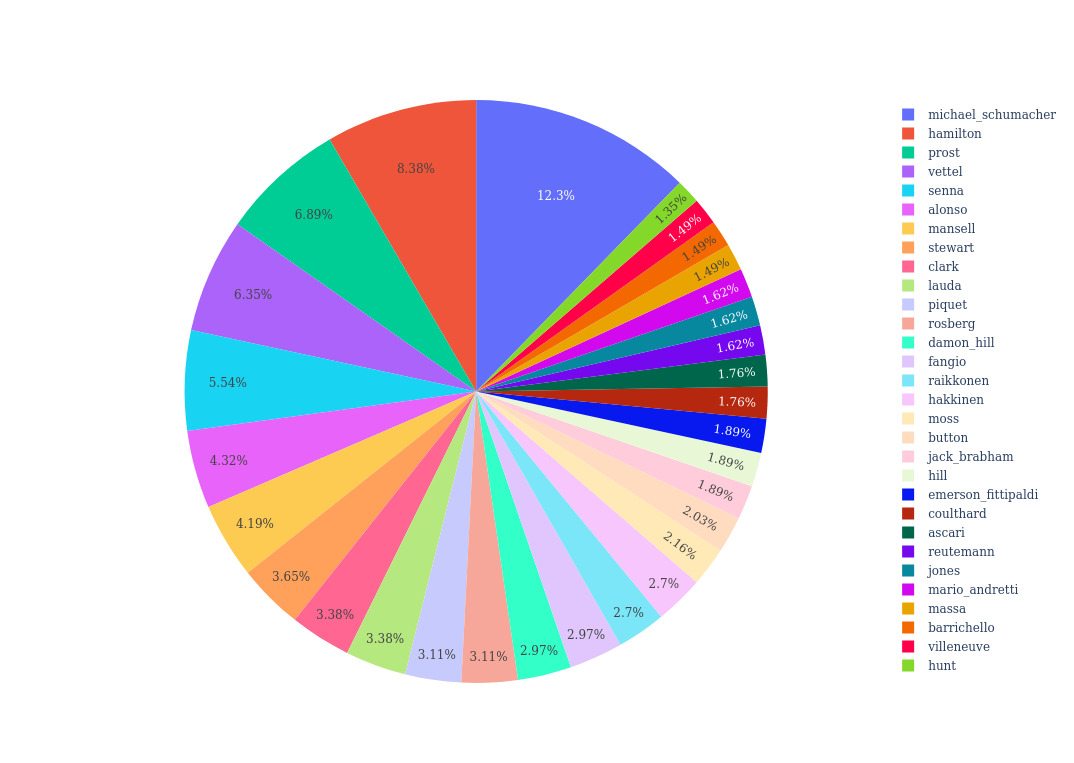 12.3%
8.38%
6.89%
6.35%
5.54%
4.32%
4.19%
3.65%
3.38%
3.38%
3.11%
3.11%
2.97%
2.97%
2.7%
2.7%
2.16%
2.03%
1.89%
1.89%
1.89%
1.76%
1.76%
1.62%
1.62%
1.62%
1.49%
1.49%
1.49%
1.35%
michael_schumacher
hamilton
prost
vettel
senna
alonso
mansell
stewart
clark
lauda
piquet
rosberg
damon_hill
fangio
raikkonen
hakkinen
moss
button
jack_brabham
hill
emerson_fittipaldi
coulthard
ascari
reutemann
jones
mario_andretti
massa
barrichello
villeneuve
hunt